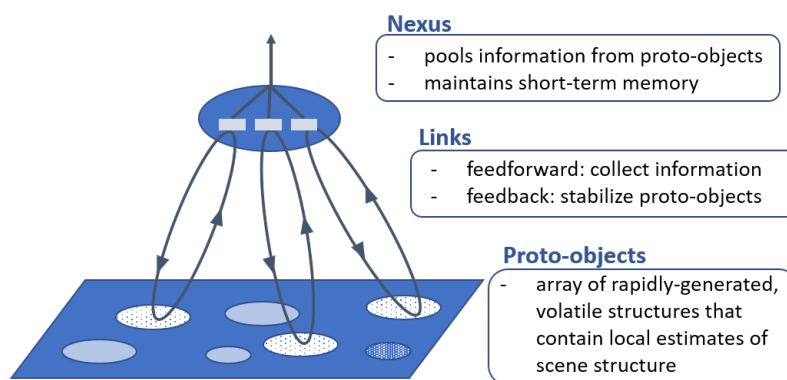 Nexus
- pools information from proto-objects
- maintains short-term memory
Links
- feedforward: collect information
- feedback: stabilize proto-objects
Proto-objects
- array of rapidly-generated,
volatile structures that
contain local estimates of
scene structure